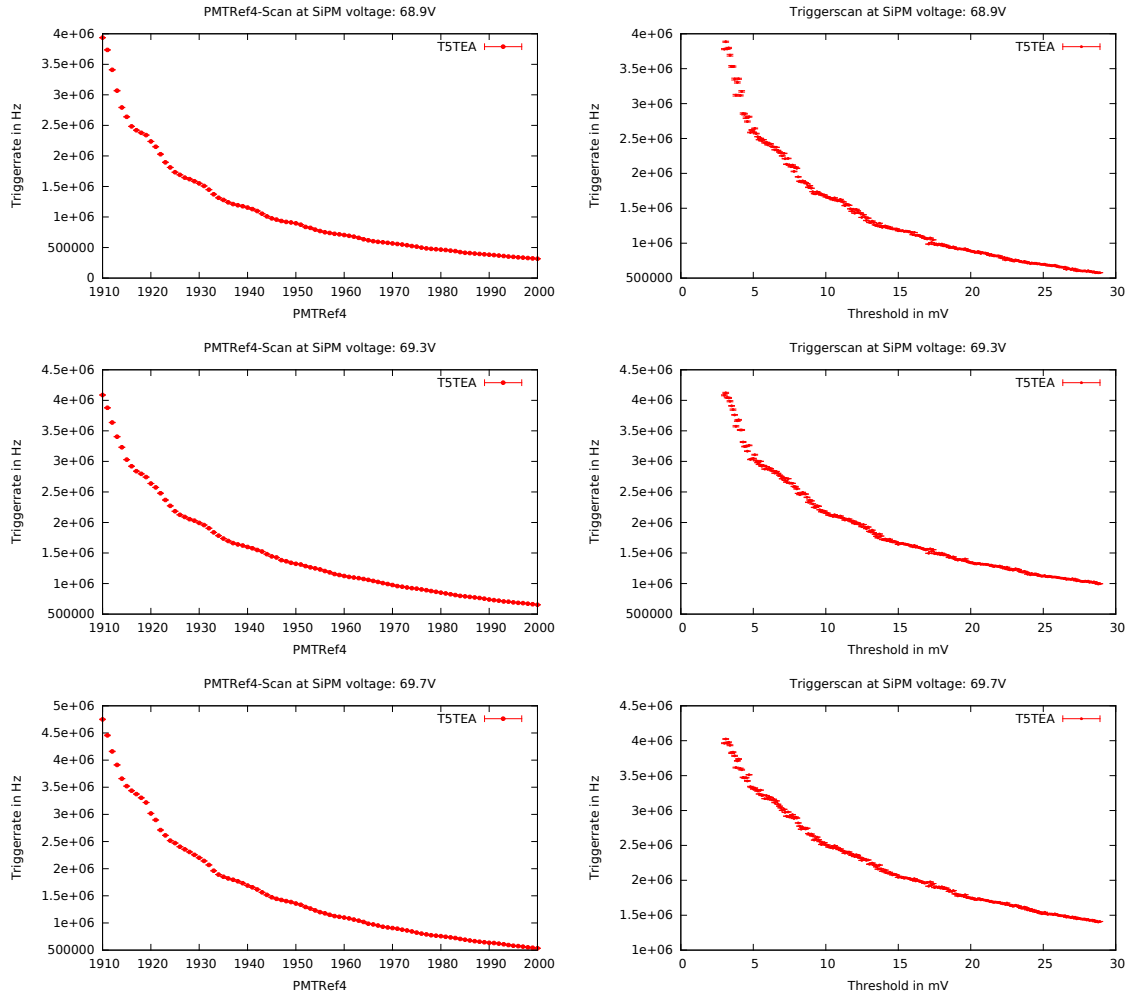 PMTRef4-Scan at SiPM voltage: 68.9V
Triggerrate in Hz
4e+06
3.5e+06
3e+06
2.5e+06
2e+06
1.5e+06
1e+06
500000
0
T5TEA
1910 1920 1930 1940 1950 1960 1970 1980 1990 2000
PMTRef4
Triggerscan at SiPM voltage: 68.9V
Triggerrate in Hz
4e+06
3.5e+06
3e+06
2.5e+06
2e+06
1.5e+06
1e+06
500000
T5TEA
0 5 10 15 20 25 30
Threshold in mV
PMTRef4-Scan at SiPM voltage: 69.3V
Triggerrate in Hz
4.5e+06
4e+06
3.5e+06
3e+06
2.5e+06
2e+06
1.5e+06
1e+06
500000
T5TEA
1910 1920 1930 1940 1950 1960 1970 1980 1990 2000
PMTRef4
Triggerscan at SiPM voltage: 69.3V
Triggerrate in Hz
4.5e+06
4e+06
3.5e+06
3e+06
2.5e+06
2e+06
1.5e+06
1e+06
500000
T5TEA
0 5 10 15 20 25 30
Threshold in mV
PMTRef4-Scan at SiPM voltage: 69.7V
Triggerrate in Hz
5e+06
4.5e+06
4e+06
3.5e+06
3e+06
2.5e+06
2e+06
1.5e+06
1e+06
500000
T5TEA
1910 1920 1930 1940 1950 1960 1970 1980 1990 2000
PMTRef4
Triggerscan at SiPM voltage: 69.7V
Triggerrate in Hz
4.5e+06
4e+06
3.5e+06
3e+06
2.5e+06
2e+06
1.5e+06
1e+06
T5TEA
0 5 10 15 20 25 30
Threshold in mV